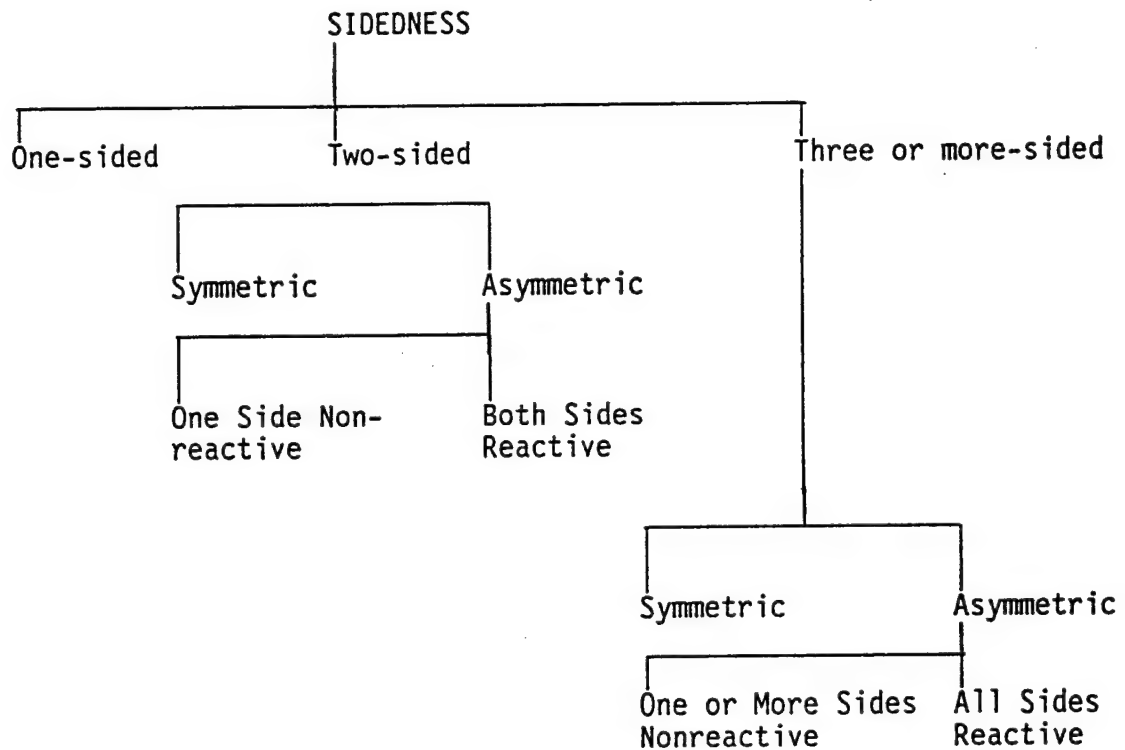 SIDEDNESS
One-sided
Two-sided
Three or more-sided
Symmetric
Asymmetric
One Side Non-
reactive
Both Sides
Reactive
Symmetric
Asymmetric
One or More Sides
Nonreactive
All Sides
Reactive